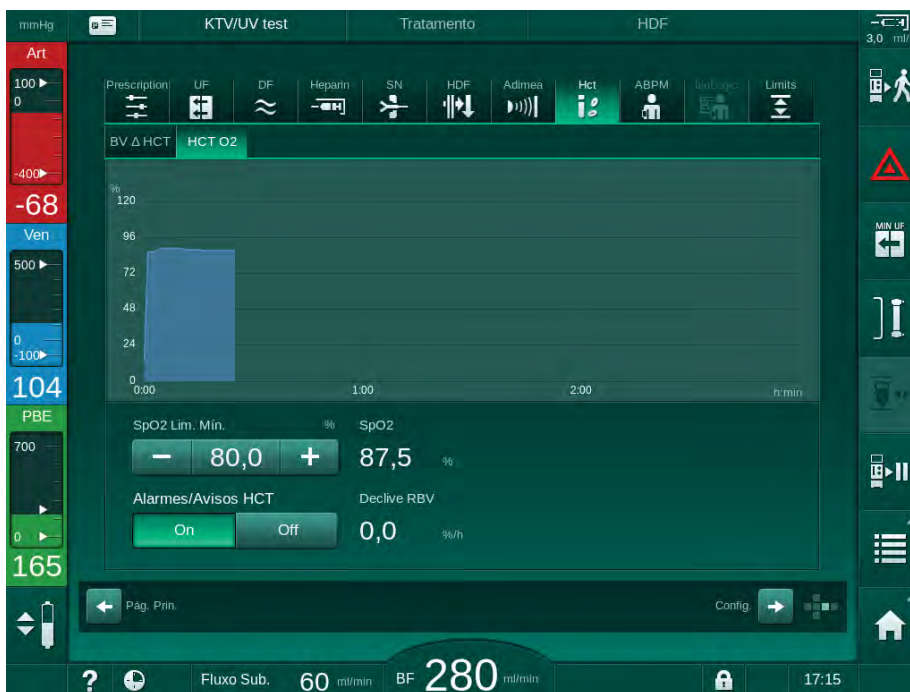 mmHg KTV/UV test Tratamento HDF
3,0 ml/
Art
100
0
-400
-68
Ven
500
0
-100
104
PBE
700
0
165
Prescription UF DF Heparin SN HDF Adimea Hct ABPM bioLogic Limits
BV Δ HCT HCT O2
%
120
96
72
48
24
0
0:00 1:00 2:00 h:min
SpO2 Lim. Mín. % SpO2
− 80,0 + 87,5 %
Alarmes/Avisos HCT Declive RBV
On Off 0,0 %/h
Pág. Prin. Config.
MIN UF
? Fluxo Sub. 60 ml/min BF 280 ml/min 17:15